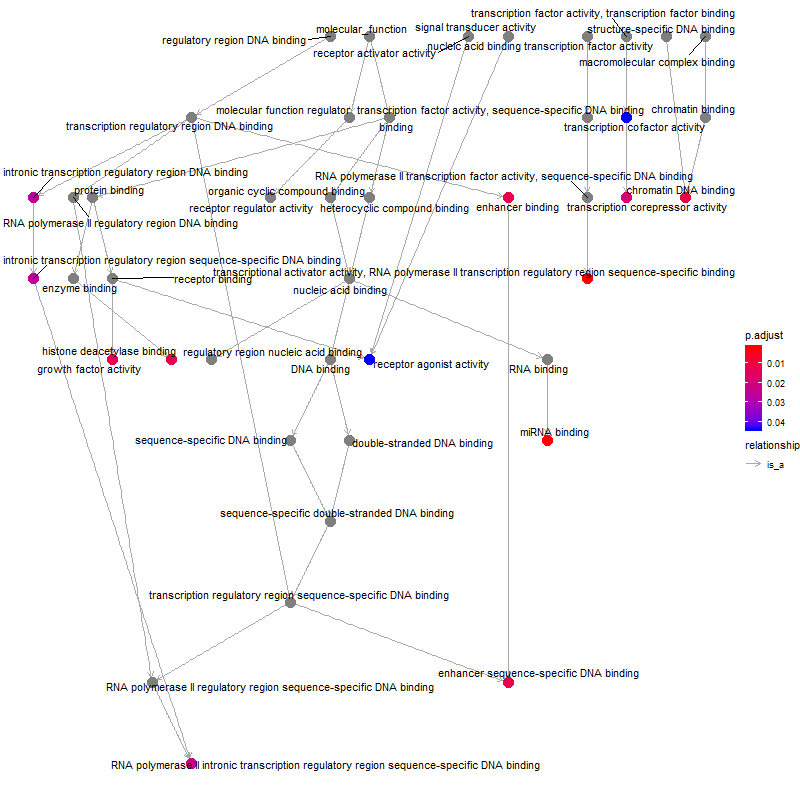 transcription factor activity, transcription factor binding
molecular_function
signal transducer activity
structure-specific DNA binding
regulatory region DNA binding
receptor activator activity
nucleic acid binding transcription factor activity
macromolecular complex binding
molecular function regulator
transcription factor activity, sequence-specific DNA binding
chromatin binding
transcription regulatory region DNA binding
binding
transcription cofactor activity
intronic transcription regulatory region DNA binding
RNA polymerase II transcription factor activity, sequence-specific DNA binding
protein binding
organic cyclic compound binding
chromatin DNA binding
receptor regulator activity
heterocyclic compound binding
enhancer binding
transcription corepressor activity
RNA polymerase II regulatory region DNA binding
intronic transcription regulatory region sequence-specific DNA binding
receptor binding
transcriptional activator activity, RNA polymerase II transcription regulatory region sequence-specific binding
enzyme binding
nucleic acid binding
p.adjust
0.01
0.02
0.03
0.04
histone deacetylase binding
regulatory region nucleic acid binding
growth factor activity
DNA binding
receptor agonist activity
RNA binding
miRNA binding
sequence-specific DNA binding
double-stranded DNA binding
relationship
is_a
sequence-specific double-stranded DNA binding
transcription regulatory region sequence-specific DNA binding
enhancer sequence-specific DNA binding
RNA polymerase II regulatory region sequence-specific DNA binding
RNA polymerase II intronic transcription regulatory region sequence-specific DNA binding